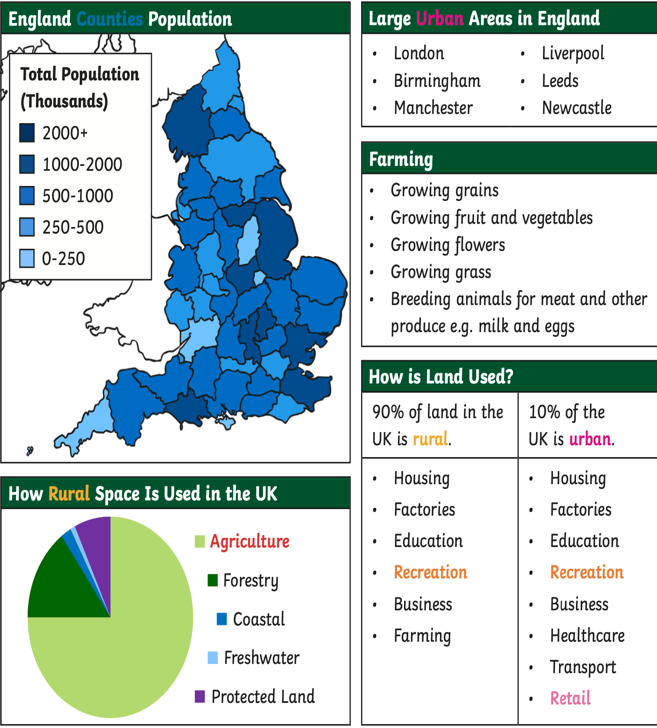 England Counties Population
Total Population
(Thousands)
2000+
1000-2000
500-1000
250-500
0-250
How Rural Space Is Used in the UK
Agriculture
Forestry
Coastal
Freshwater
Protected Land
Large Urban Areas in England
• London
• Birmingham
• Manchester
• Liverpool
• Leeds
• Newcastle
Farming
• Growing grains
• Growing fruit and vegetables
• Growing flowers
• Growing grass
• Breeding animals for meat and other
produce e.g. milk and eggs
How is Land Used?
90% of land in the
UK is rural.
• Housing
• Factories
• Education
• Recreation
• Business
• Farming
10% of the
UK is urban.
• Housing
• Factories
• Education
• Recreation
• Business
• Healthcare
• Transport
• Retail